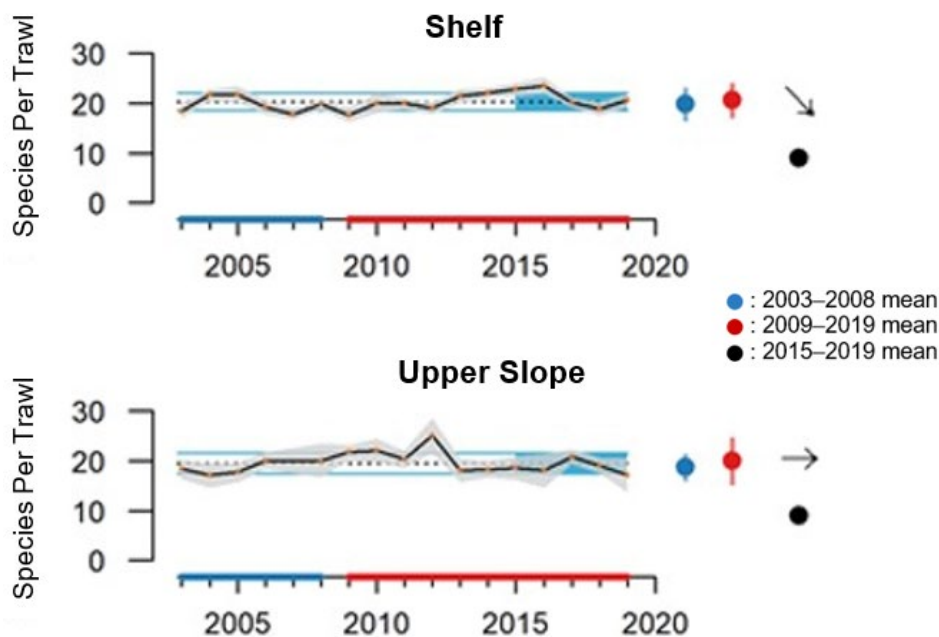 Shelf
Species Per Trawl
30
20
10
0
2005 2010 2015 2020
: 2003–2008 mean
: 2009–2019 mean
: 2015–2019 mean
Upper Slope
Species Per Trawl
30
20
10
0
2005 2010 2015 2020